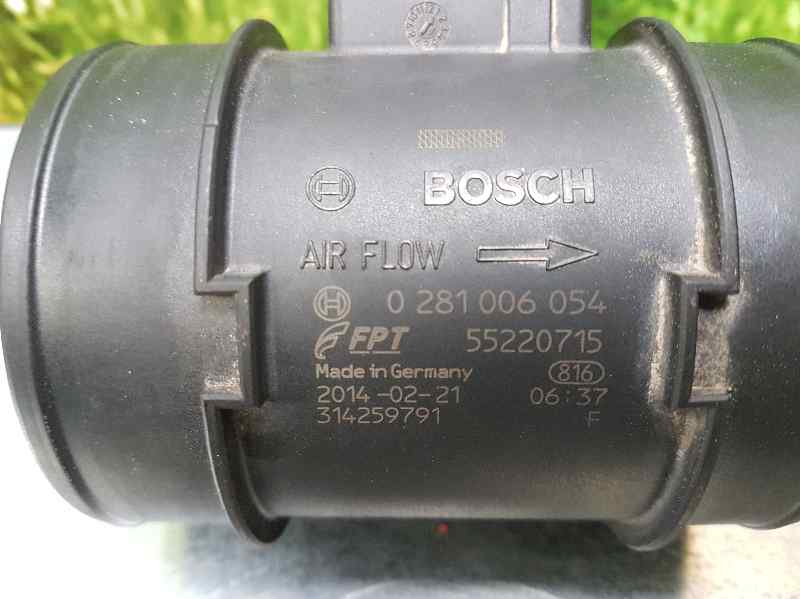 BOSCH
AIR FLOW
0 281 006 054
FPT 55220715
Made in Germany 816
2014-02-21 06:37
314259791 F